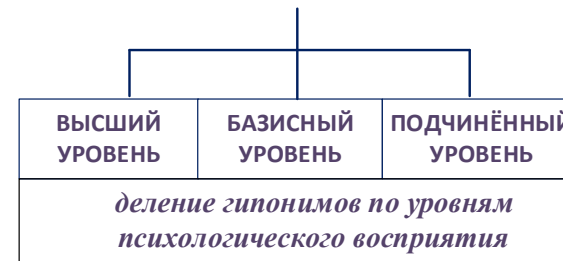 ВЫСШИЙ УРОВЕНЬ
БАЗИСНЫЙ УРОВЕНЬ
ПОДЧИНЁННЫЙ УРОВЕНЬ
деление гипонимов по уровням
психологического восприятия